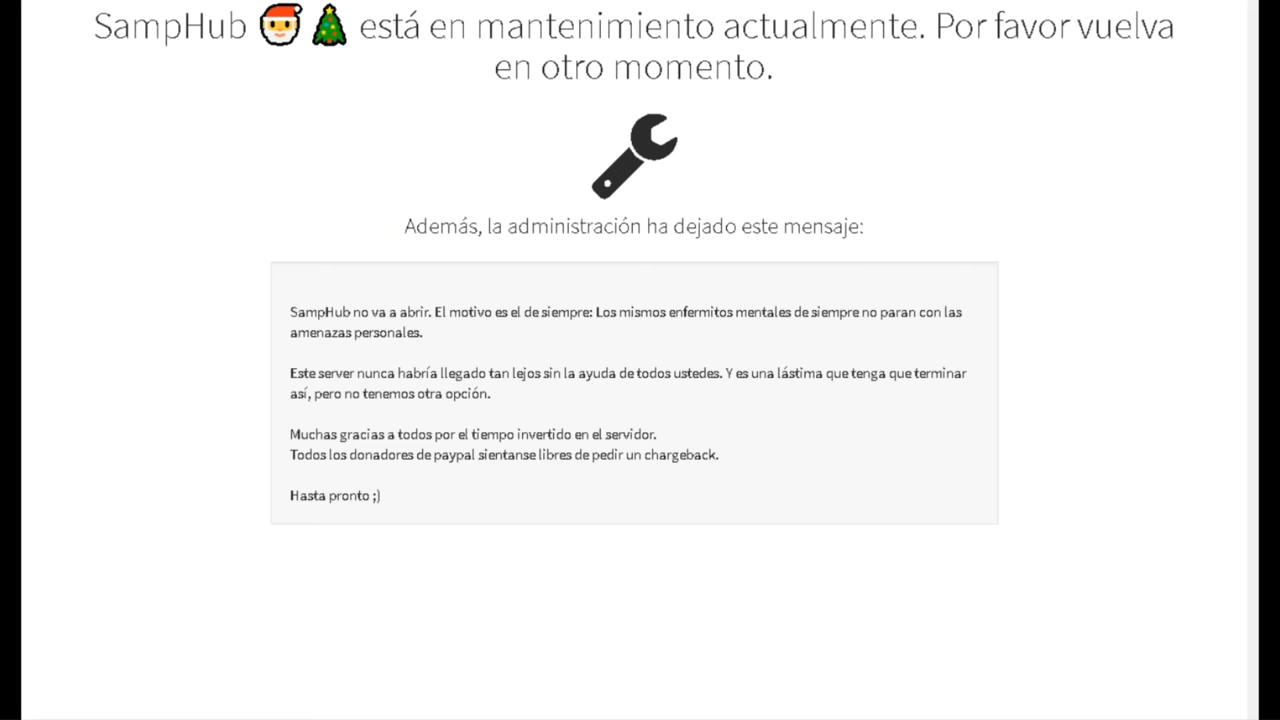 SampHub 🎅🎄 está en mantenimiento actualmente. Por favor vuelva
en otro momento.
Además, la administración ha dejado este mensaje:
SampHub no va a abrir. El motivo es el de siempre: Los mismos enfermitos mentales de siempre no paran con las
amenazas personales.
Este server nunca habría llegado tan lejos sin la ayuda de todos ustedes. Y es una lástima que tenga que terminar
así, pero no tenemos otra opción.
Muchas gracias a todos por el tiempo invertido en el servidor.
Todos los donadores de paypal sientanse libres de pedir un chargeback.
Hasta pronto ;)